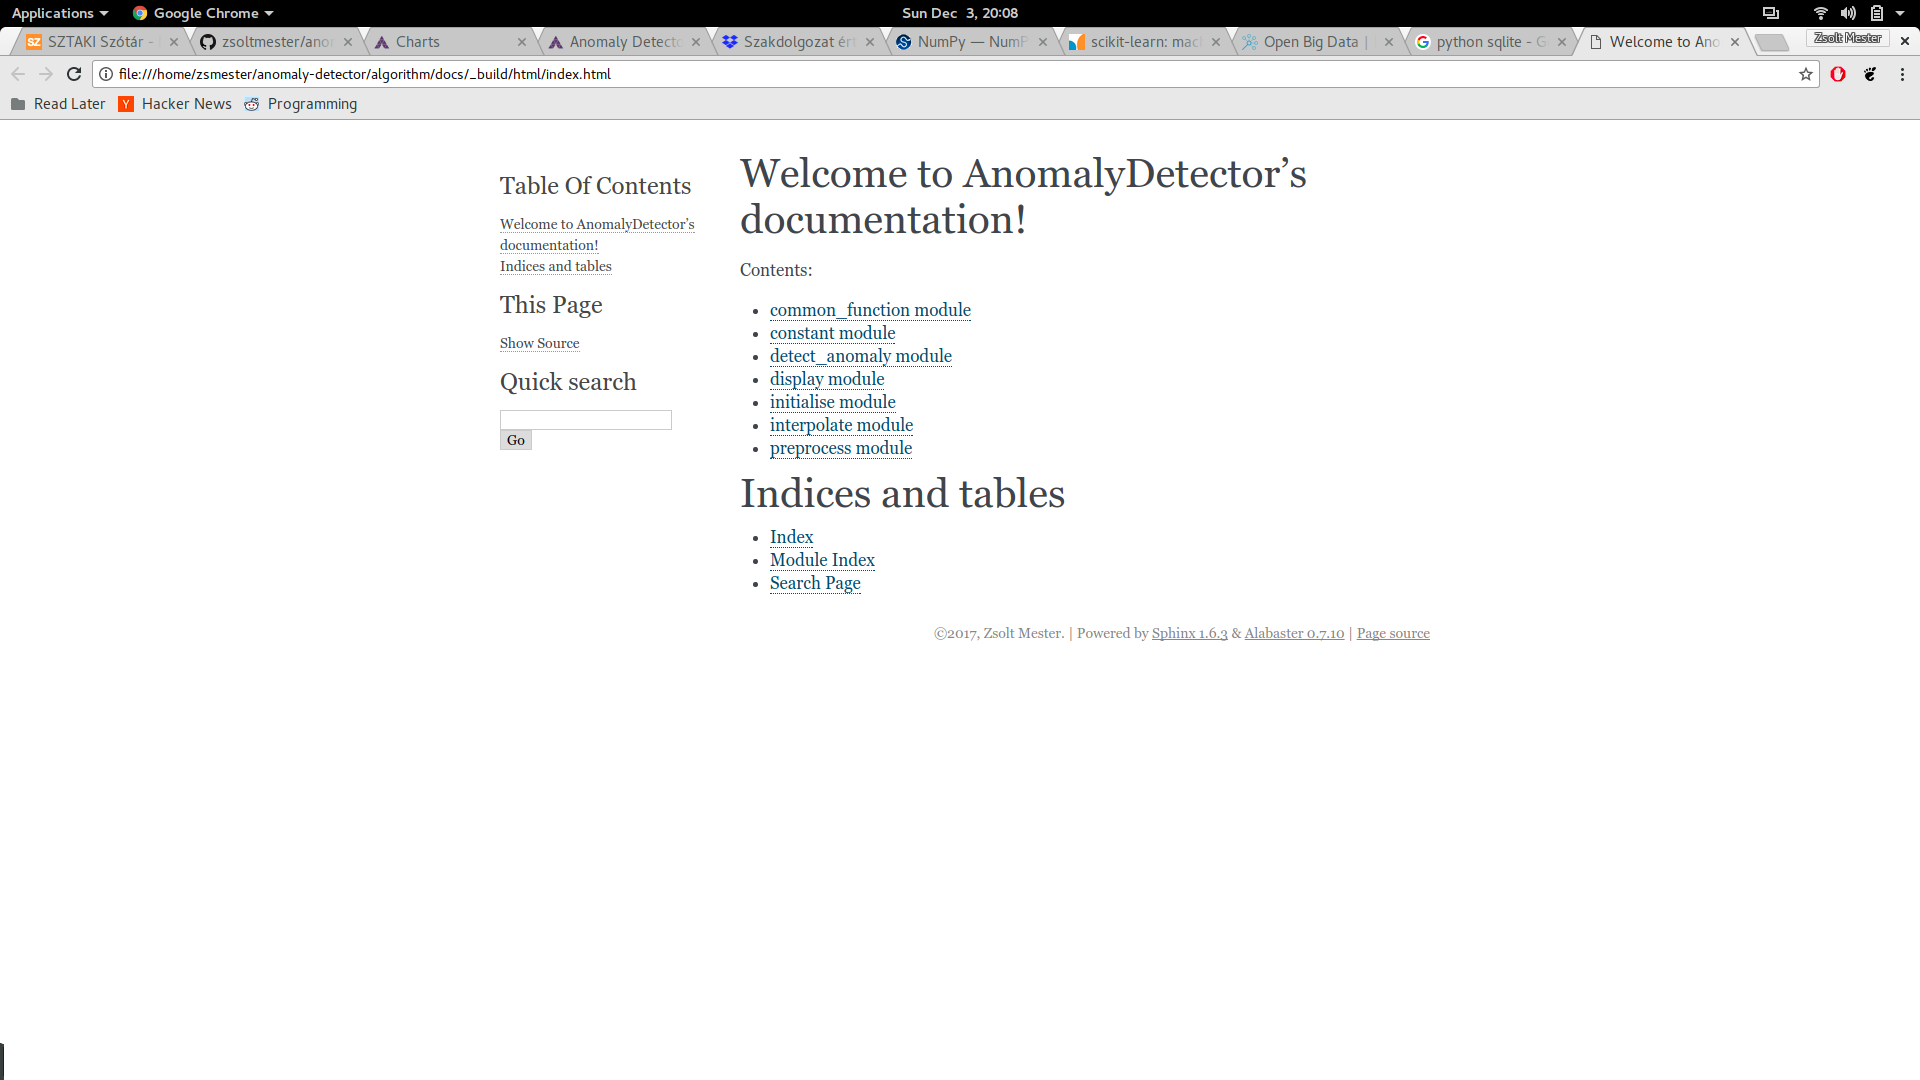 Applications
Google Chrome
Sun Dec 3, 20:08
SZ SZTAKI Szótár -
zsoltmester/anor
Charts
Anomaly Detecto
Szakdolgozat ért
NumPy — NumP
scikit-learn: mac
Open Big Data |
python sqlite - G
Welcome to Ano
Zsolt Mester
file:///home/zsmester/anomaly-detector/algorithm/docs/_build/html/index.html
Read Later
Y Hacker News
Programming
Table Of Contents
Welcome to AnomalyDetector’s
documentation!
Indices and tables
This Page
Show Source
Quick search
Go
Welcome to AnomalyDetector’s
documentation!
Contents:
common_function module
constant module
detect_anomaly module
display module
initialise module
interpolate module
preprocess module
Indices and tables
Index
Module Index
Search Page
©2017, Zsolt Mester. | Powered by Sphinx 1.6.3 & Alabaster 0.7.10 | Page source